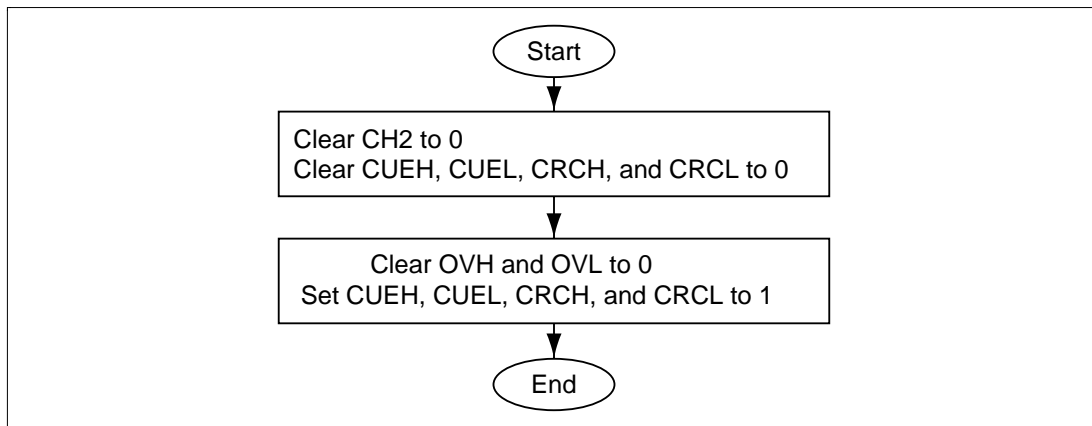 Start
Clear CH2 to 0
Clear CUEH, CUEL, CRCH, and CRCL to 0
Clear OVH and OVL to 0
Set CUEH, CUEL, CRCH, and CRCL to 1
End